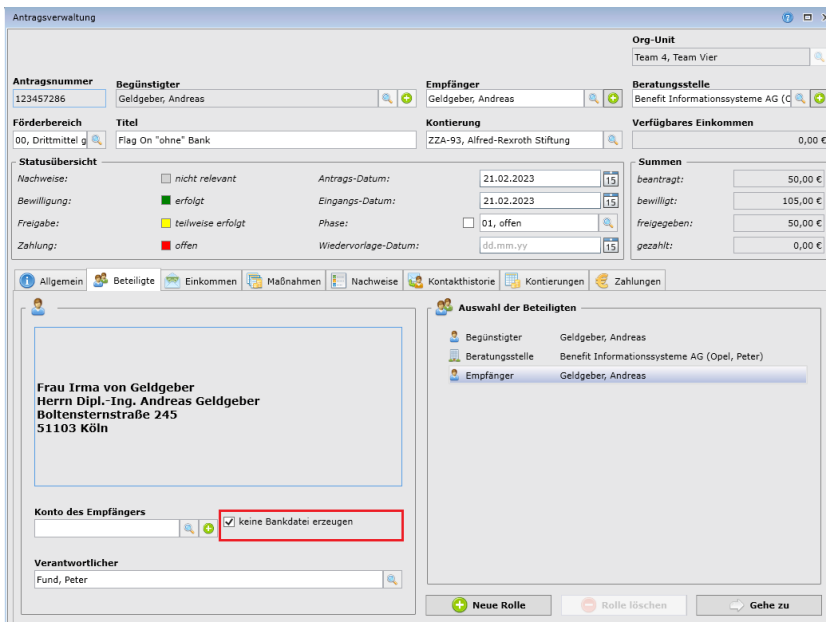 Antragsverwaltung
Org-Unit
Team 4, Team Vier
Antragsnummer Begünstigter Empfänger Beratungsstelle
123457286 Geldgeber, Andreas Geldgeber, Andreas Benefit Informationssysteme AG (O
Förderbereich Titel Kontierung Verfügbares Einkommen
00, Drittmittel g Flag On "ohne" Bank ZZA-93, Alfred-Rexroth Stiftung 0,00 €
Statusübersicht Summen
Nachweise: nicht relevant Antrags-Datum: 21.02.2023 15 beantragt: 50,00 €
Bewilligung: erfolgt Eingangs-Datum: 21.02.2023 15 bewilligt: 105,00 €
Freigabe: teilweise erfolgt Phase: 01, offen freigegeben: 50,00 €
Zahlung: offen Wiedervorlage-Datum: dd.mm.yy 15 gezahlt: 0,00 €
Allgemein Beteiligte Einkommen Maßnahmen Nachweise Kontakthistorie Kontierungen Zahlungen
Auswahl der Beteiligten
Begünstigter Geldgeber, Andreas
Beratungsstelle Benefit Informationssysteme AG (Opel, Peter)
Empfänger Geldgeber, Andreas
Frau Irma von Geldgeber
Herrn Dipl.-Ing. Andreas Geldgeber
Boltensternstraße 245
51103 Köln
Konto des Empfängers
keine Bankdatei erzeugen
Verantwortlicher
Fund, Peter
Neue Rolle Rolle löschen Gehe zu